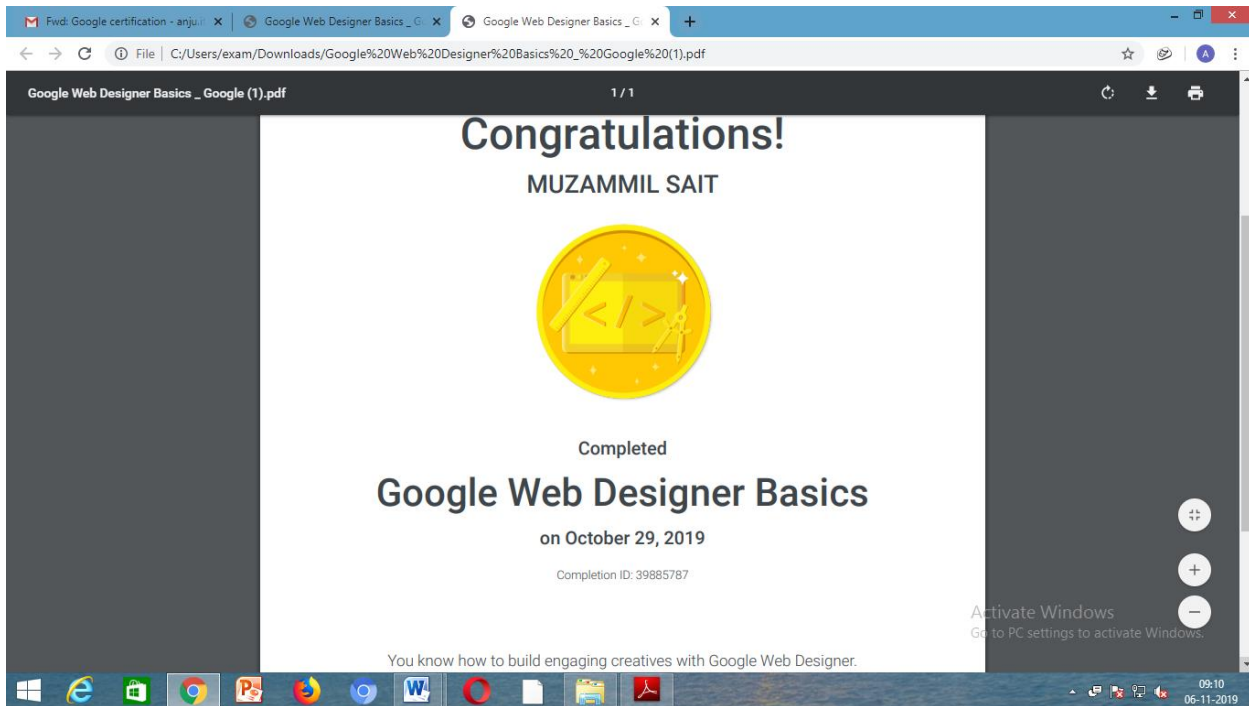 Fwd: Google certification - anju.
Google Web Designer Basics _ G
Google Web Designer Basics _ G
File | C:/Users/exam/Downloads/Google%20Web%20Designer%20Basics%20_%20Google%20(1).pdf
A
Google Web Designer Basics _ Google (1).pdf
1 / 1
Congratulations!
MUZAMMIL SAIT
</>
Completed
Google Web Designer Basics
on October 29, 2019
Completion ID: 39885787
Activate Windows
Go to PC settings to activate Windows.
You know how to build engaging creatives with Google Web Designer.
09:10
06-11-2019